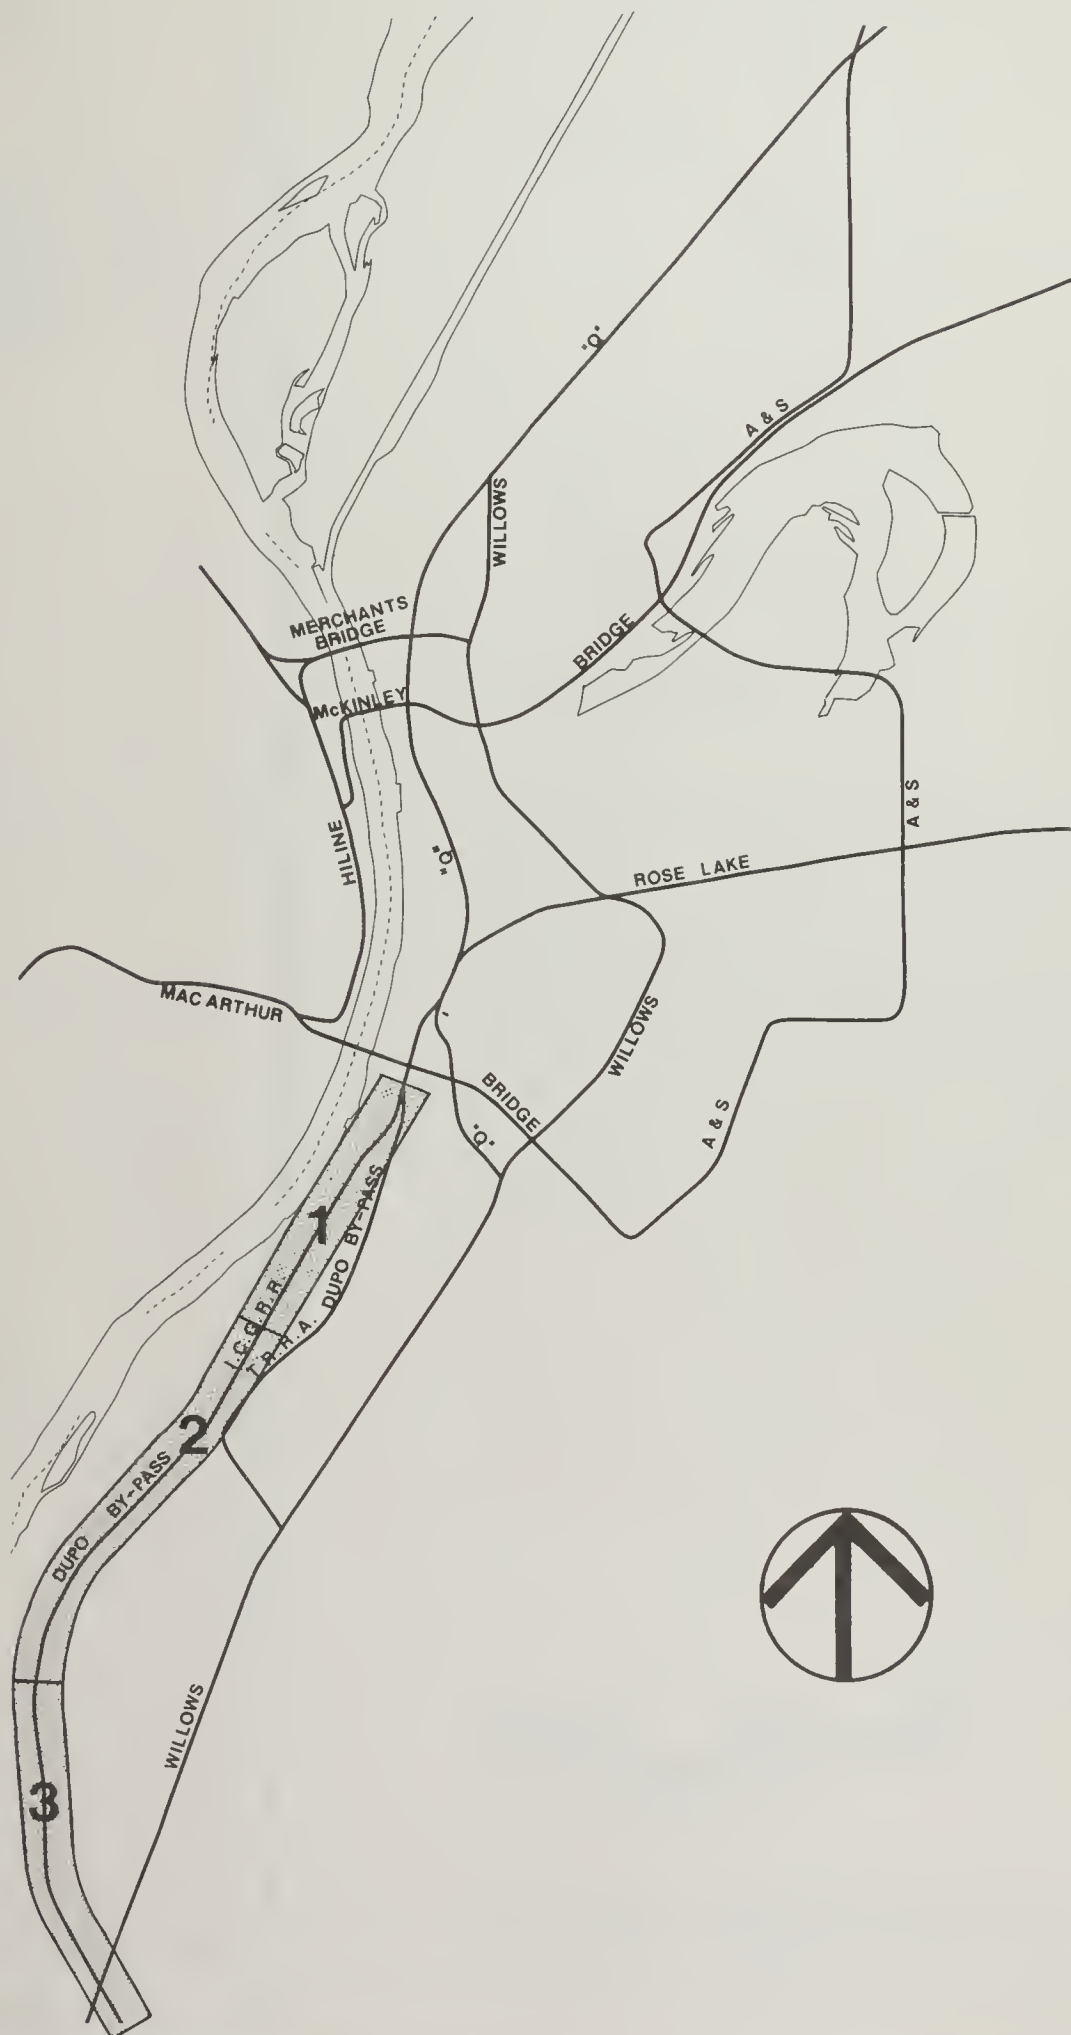 "Q"
A & S
WILLOWS
MERCHANTS
BRIDGE
BRIDGE
McKINLEY
A & S
HILINE
"Q"
ROSE LAKE
MAC ARTHUR
WILLOWS
BRIDGE
"Q"
A & S
1
DUPO BY-PASS
I.C.G.R.R.
T.R.R.A.
2
DUPO BY-PASS
WILLOWS
3